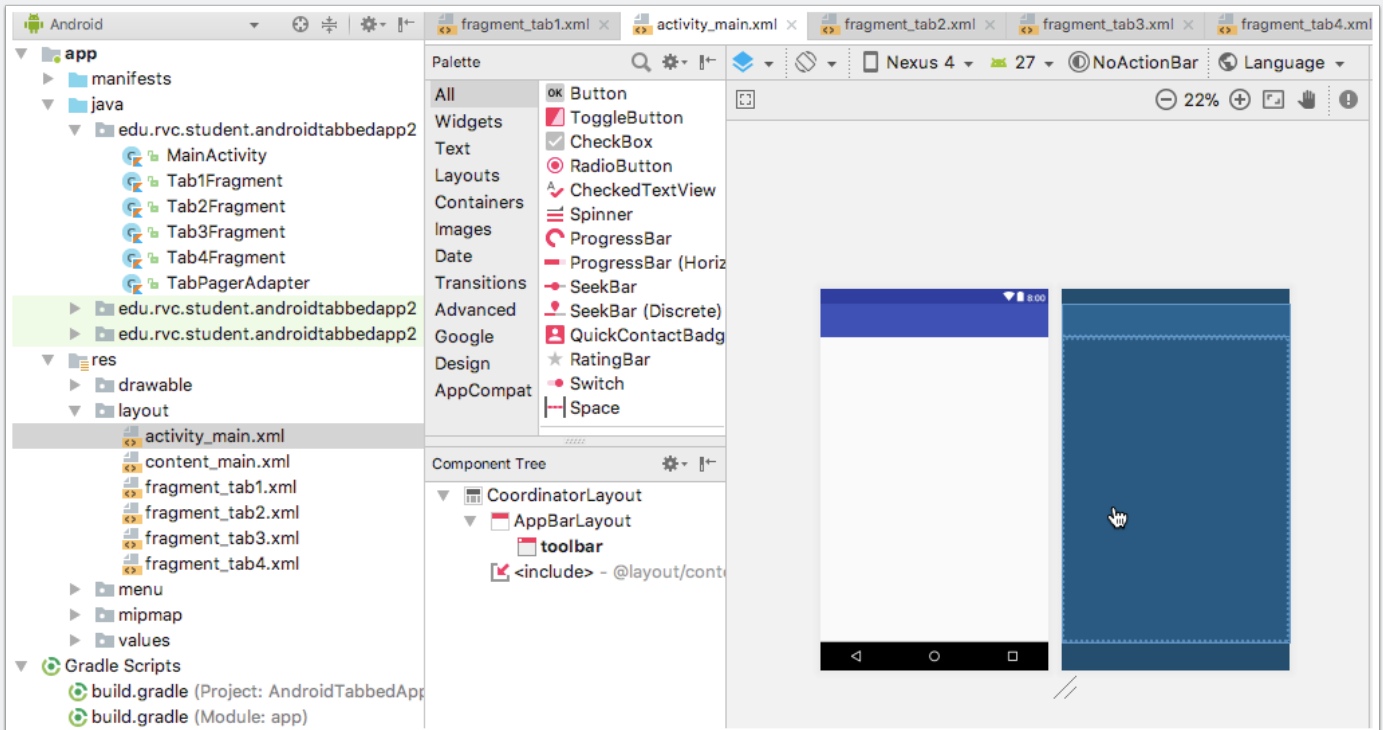 Android
app
manifests
java
edu.rvc.student.androidtabbedapp2
MainActivity
Tab1Fragment
Tab2Fragment
Tab3Fragment
Tab4Fragment
TabPagerAdapter
edu.rvc.student.androidtabbedapp2
edu.rvc.student.androidtabbedapp2
res
drawable
layout
activity_main.xml
content_main.xml
fragment_tab1.xml
fragment_tab2.xml
fragment_tab3.xml
fragment_tab4.xml
menu
mipmap
values
Gradle Scripts
build.gradle (Project: AndroidTabbedApp
build.gradle (Module: app)
fragment_tab1.xml activity_main.xml fragment_tab2.xml fragment_tab3.xml fragment_tab4.xml
Palette
All
Widgets
Text
Layouts
Containers
Images
Date
Transitions
Advanced
Google
Design
AppCompat
OK Button
ToggleButton
CheckBox
RadioButton
CheckedTextView
Spinner
ProgressBar
ProgressBar (Horiz
SeekBar
SeekBar (Discrete)
QuickContactBadg
RatingBar
Switch
Space
Component Tree
CoordinatorLayout
AppBarLayout
toolbar
<include> - @layout/cont
Nexus 4 27 NoActionBar Language
22%
8:00